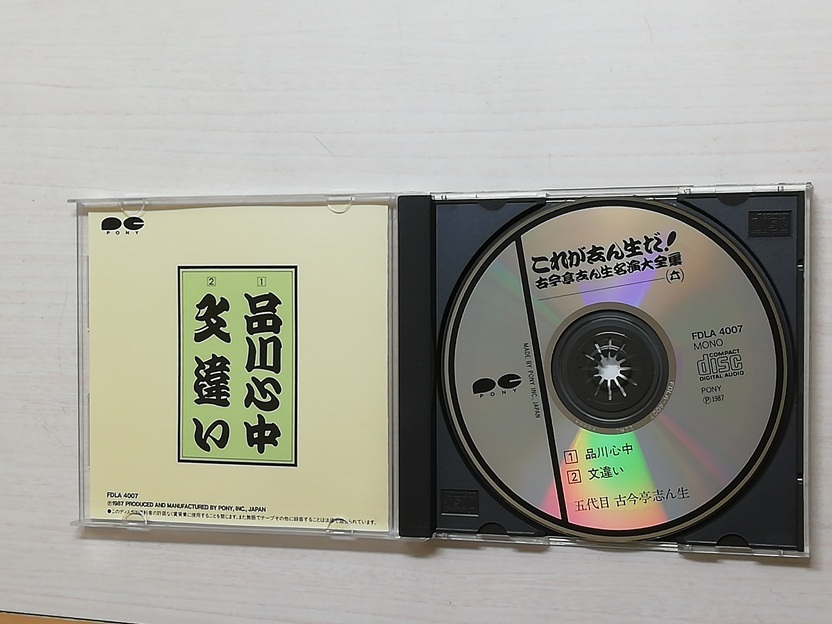 PC
PONY
1
品川心中
2
文違い
FDLA 4007
℗1987 PRODUCED AND MANUFACTURED BY PONY, INC., JAPAN
これが志ん生だ!
古今亭志ん生名演大全集
(六)
FDLA 4007
MONO
COMPACT
disc
DIGITAL AUDIO
PONY
℗1987
PC
PONY
MADE BY PONY INC. JAPAN
1 品川心中
2 文違い
五代目 古今亭志ん生